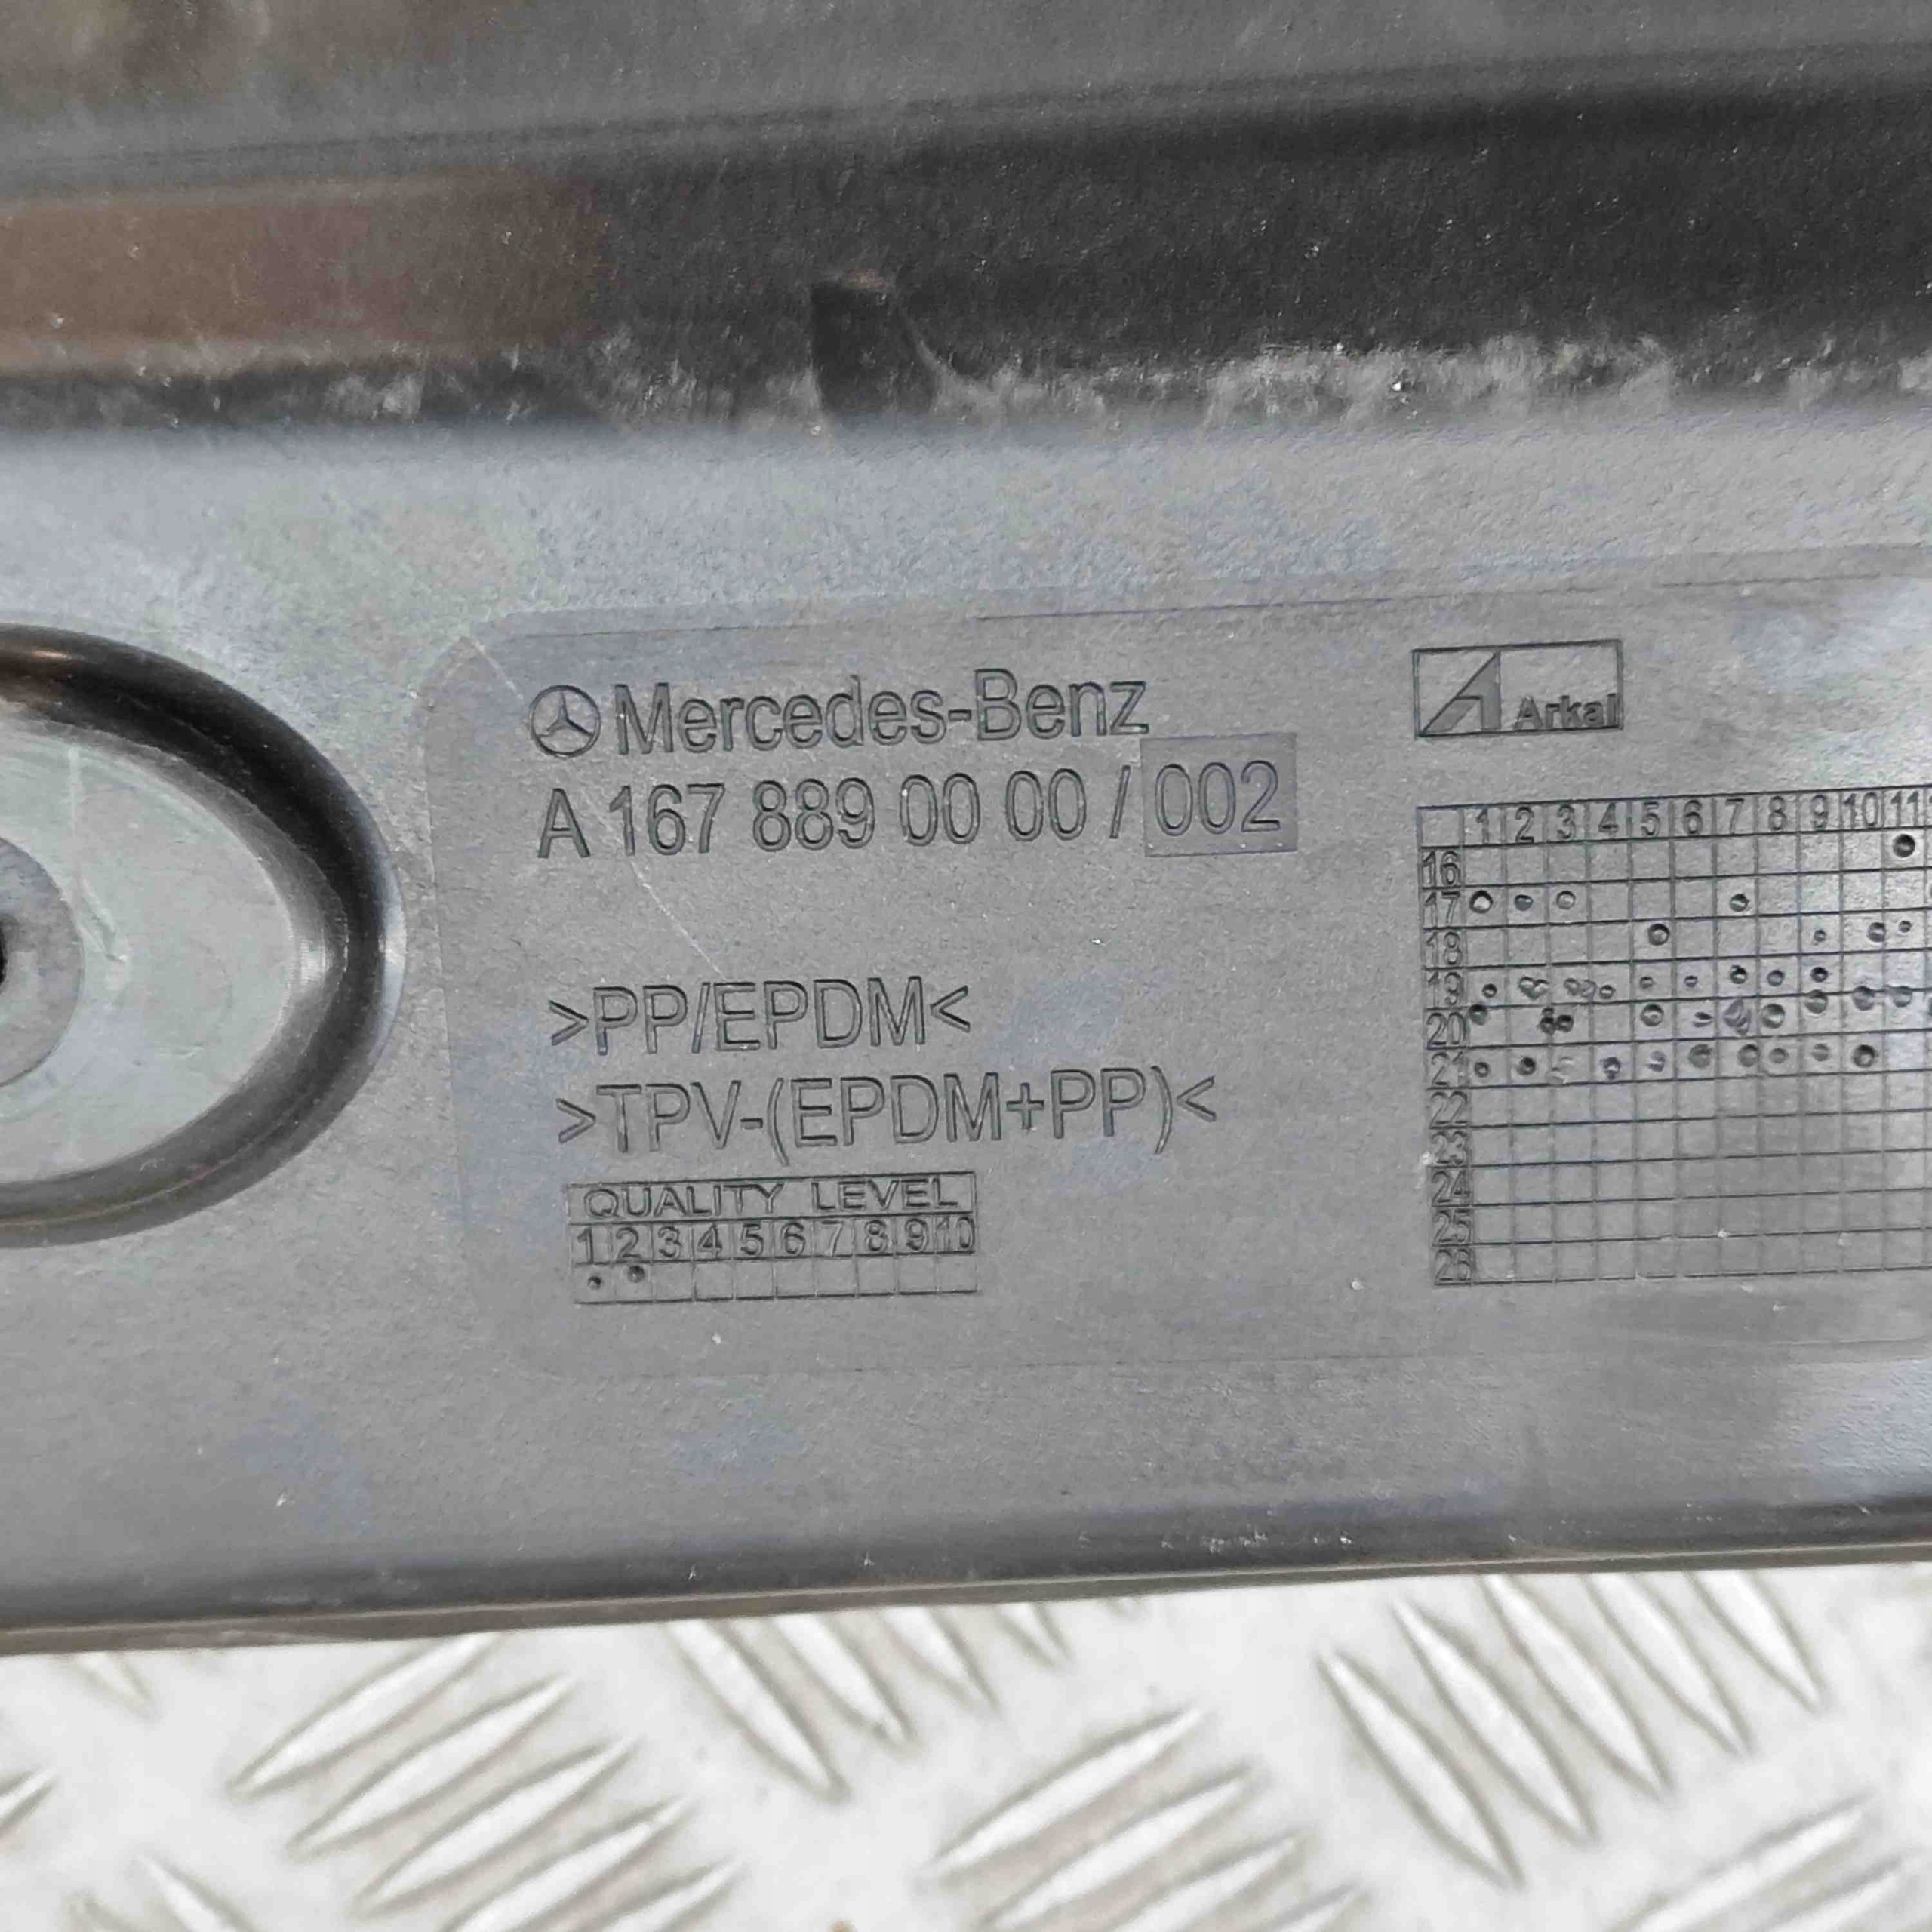 Mercedes-Benz
A 167 889 00 00 / 002
>PP/EPDM<
>TPV-(EPDM+PP)<
QUALITY LEVEL
1 2 3 4 5 6 7 8 9 10
Arkal
1 2 3 4 5 6 7 8 9 10 11
16
17
18
19
20
21
22
23
24
25
26